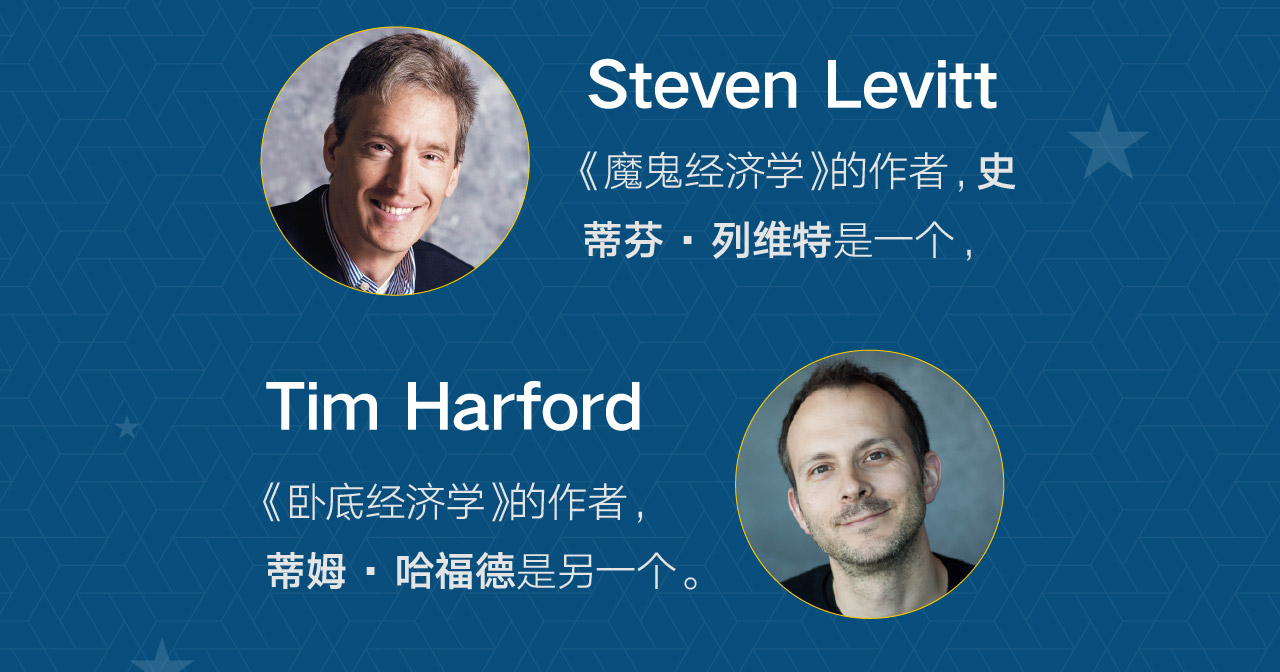 Steven Levitt
《魔鬼经济学》的作者，史
蒂芬·列维特是一个，
Tim Harford
《卧底经济学》的作者，
蒂姆·哈福德是另一个。